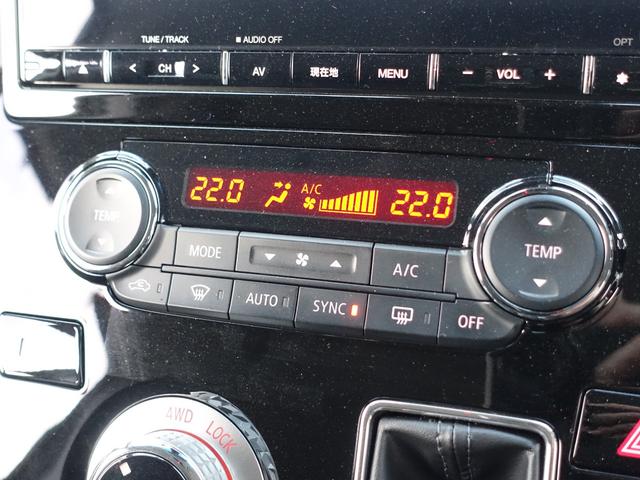 TUNE / TRACK
AUDIO OFF
OPT
< CH >
AV
現在地
MENU
− VOL +
22.0
A/C
22.0
TEMP
TEMP
MODE
A/C
AUTO
SYNC
OFF
AWD
LOCK